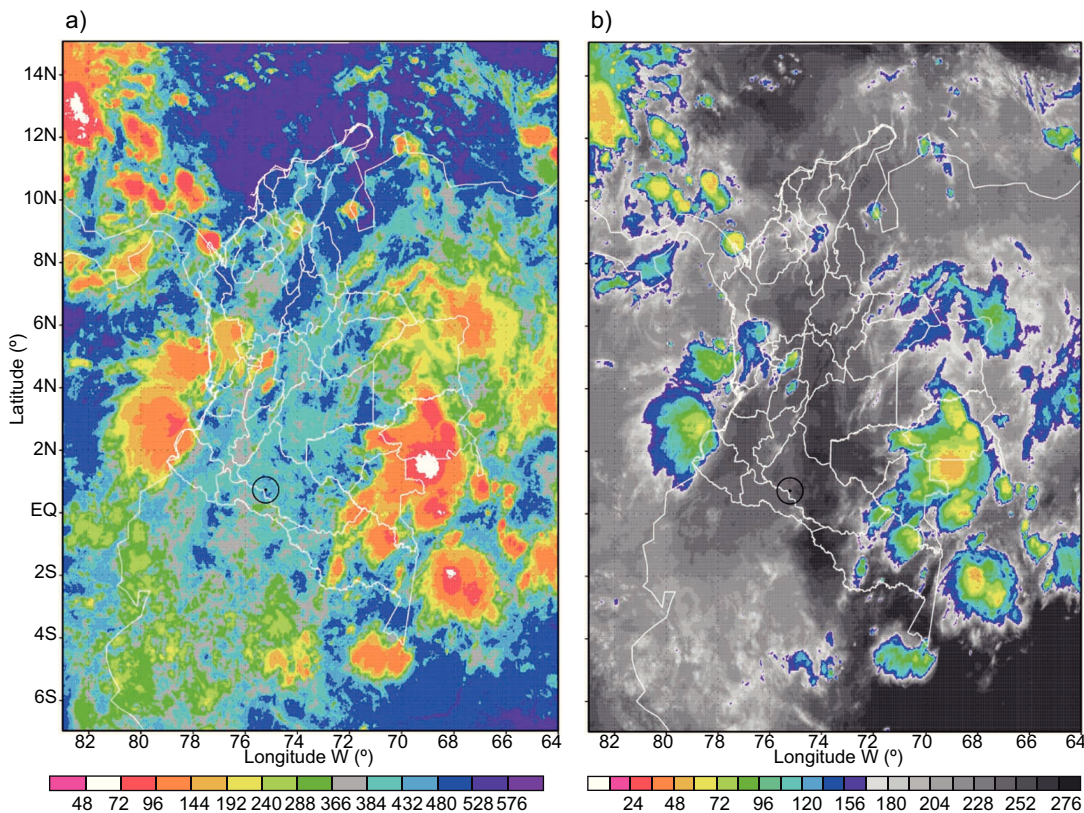 a)
b)
14N
12N
10N
8N
6N
4N
2N
EQ
2S
4S
6S
Latitude (º)
82 80 78 76 74 72 70 68 66 64
82 80 78 76 74 72 70 68 66 64
Longitude W (º)
Longitude W (º)
48 72 96 144 192 240 288 366 384 432 480 528 576
24 48 72 96 120 156 180 204 228 252 276